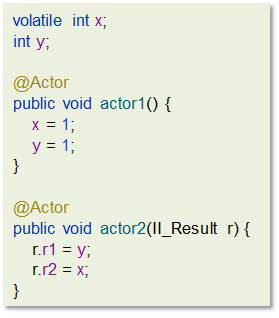 volatile int x;
int y;
@Actor
public void actor1() {
x = 1;
y = 1;
}
@Actor
public void actor2(II_Result r) {
r.r1 = y;
r.r2 = x;
}